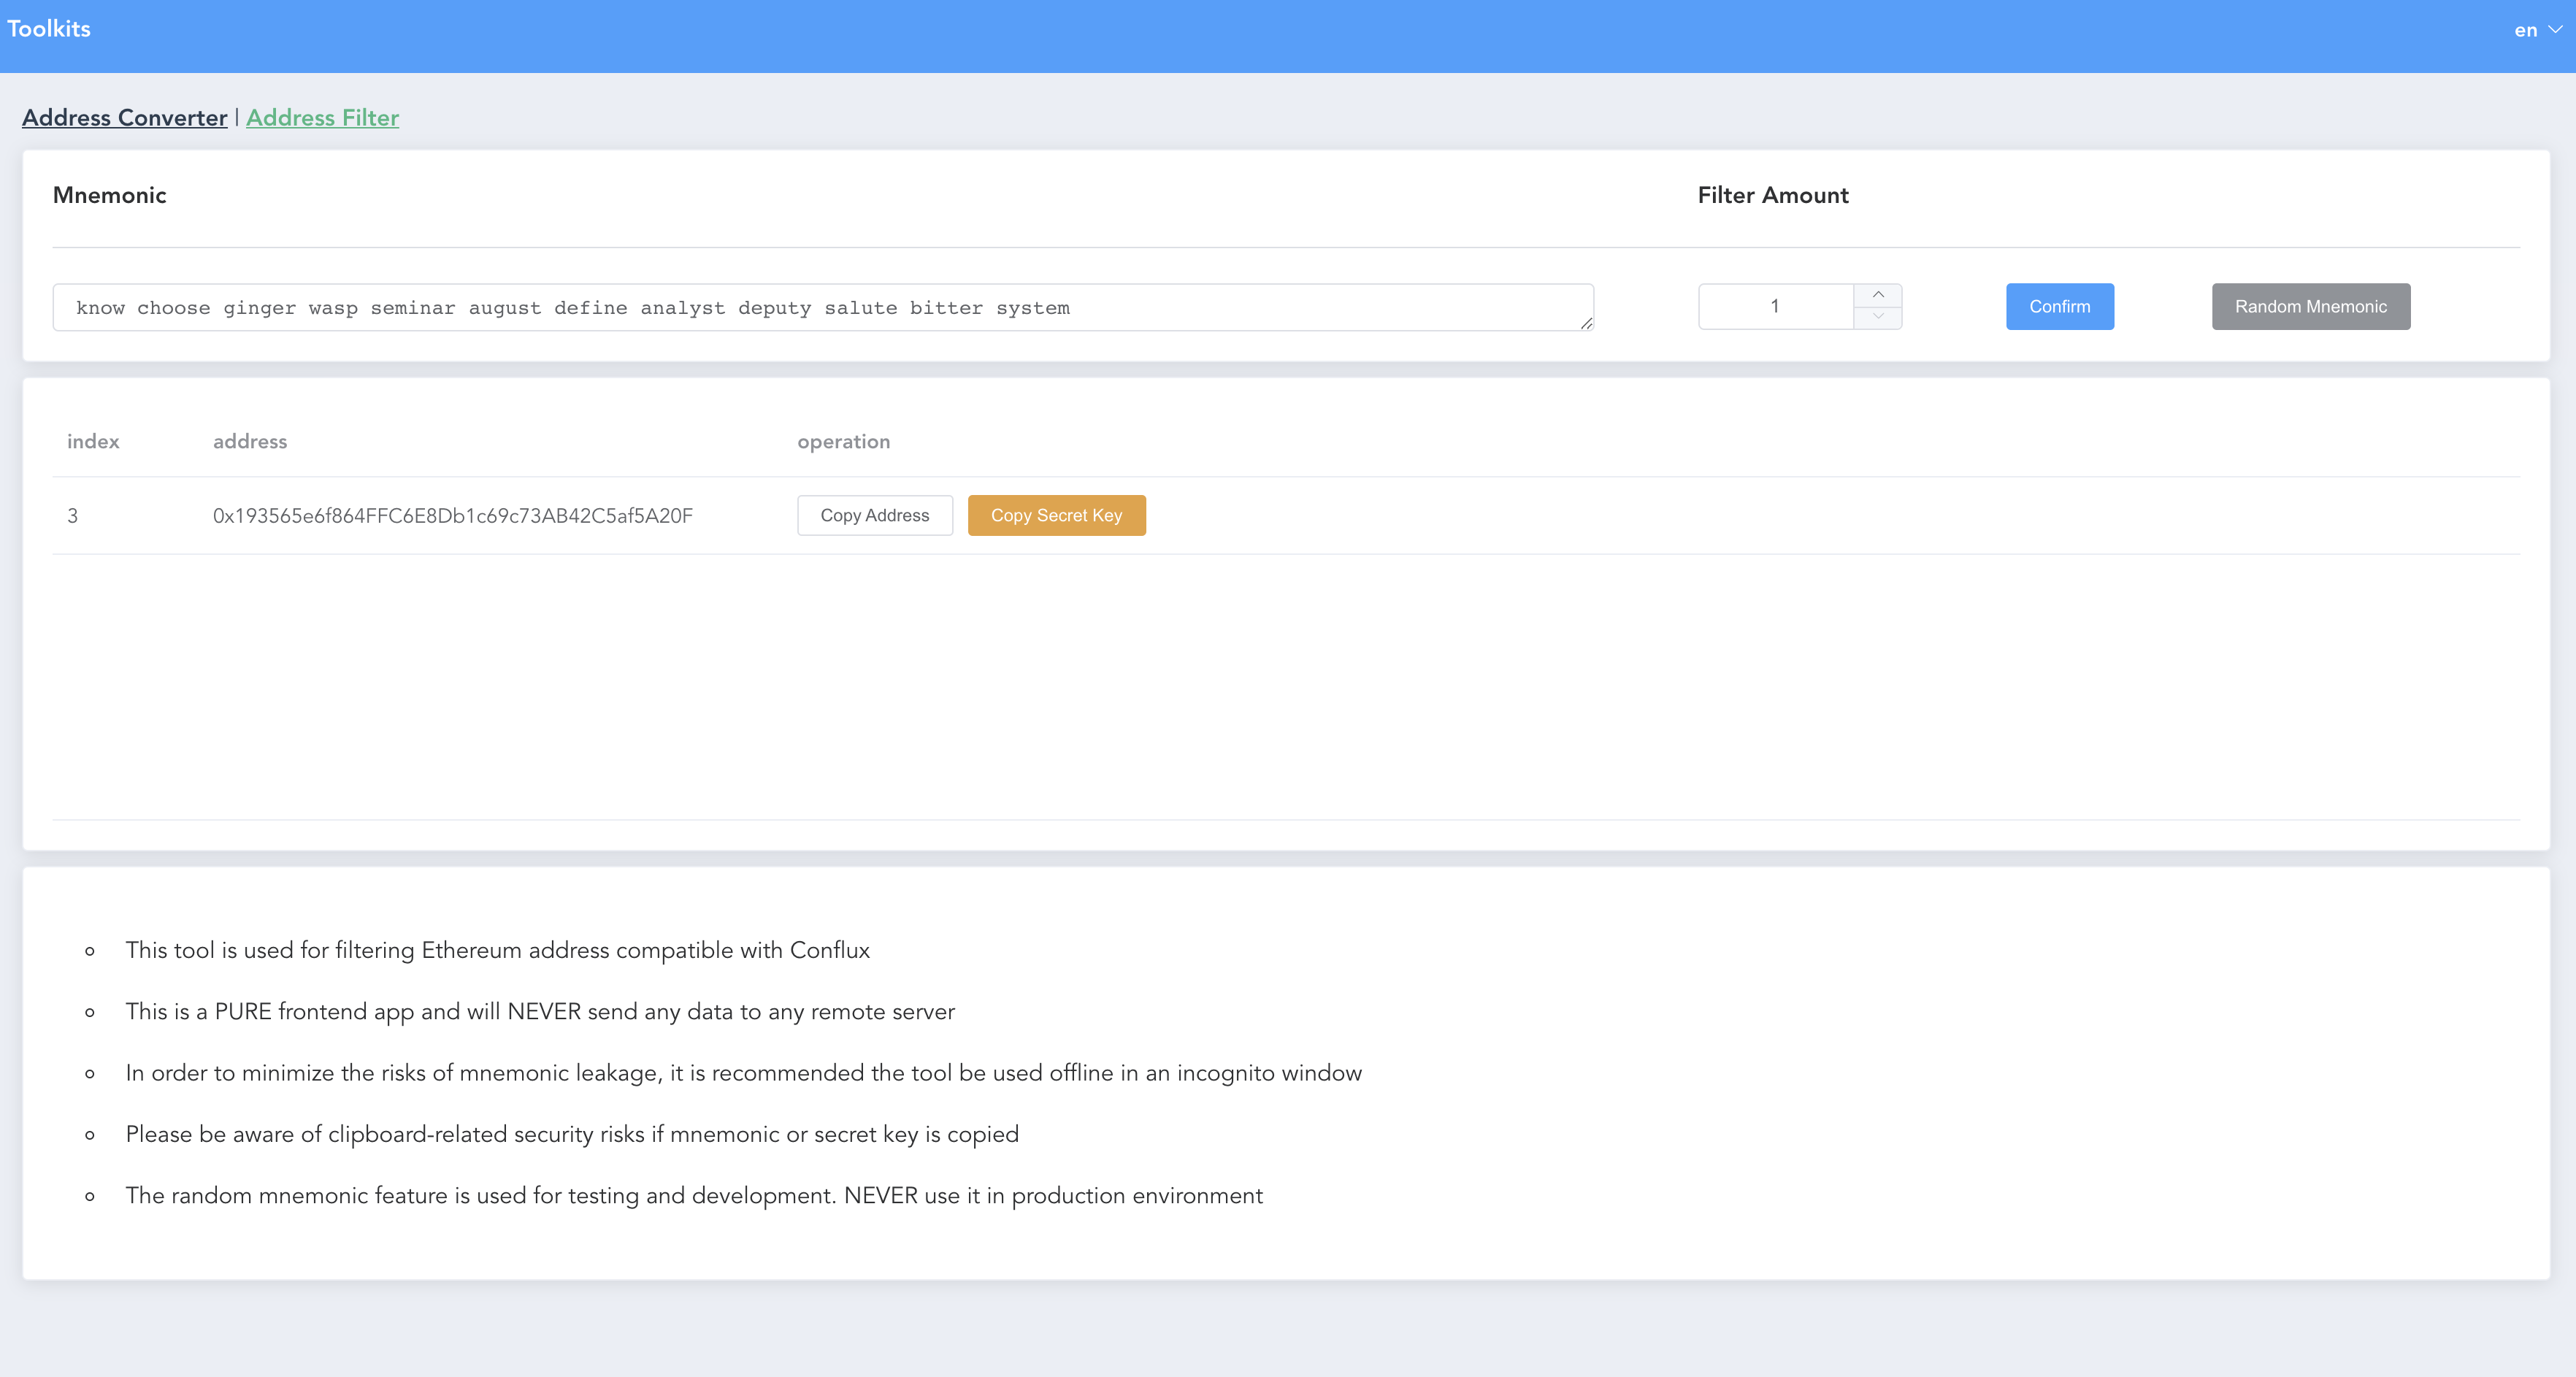 Toolkits
en
Address Converter | Address Filter
Mnemonic
Filter Amount
know choose ginger wasp seminar august define analyst deputy salute bitter system
1
Confirm
Random Mnemonic
index address operation
3 0x193565e6f864FFC6E8Db1c69c73AB42C5af5A20F Copy Address Copy Secret Key
This tool is used for filtering Ethereum address compatible with Conflux
This is a PURE frontend app and will NEVER send any data to any remote server
In order to minimize the risks of mnemonic leakage, it is recommended the tool be used offline in an incognito window
Please be aware of clipboard-related security risks if mnemonic or secret key is copied
The random mnemonic feature is used for testing and development. NEVER use it in production environment